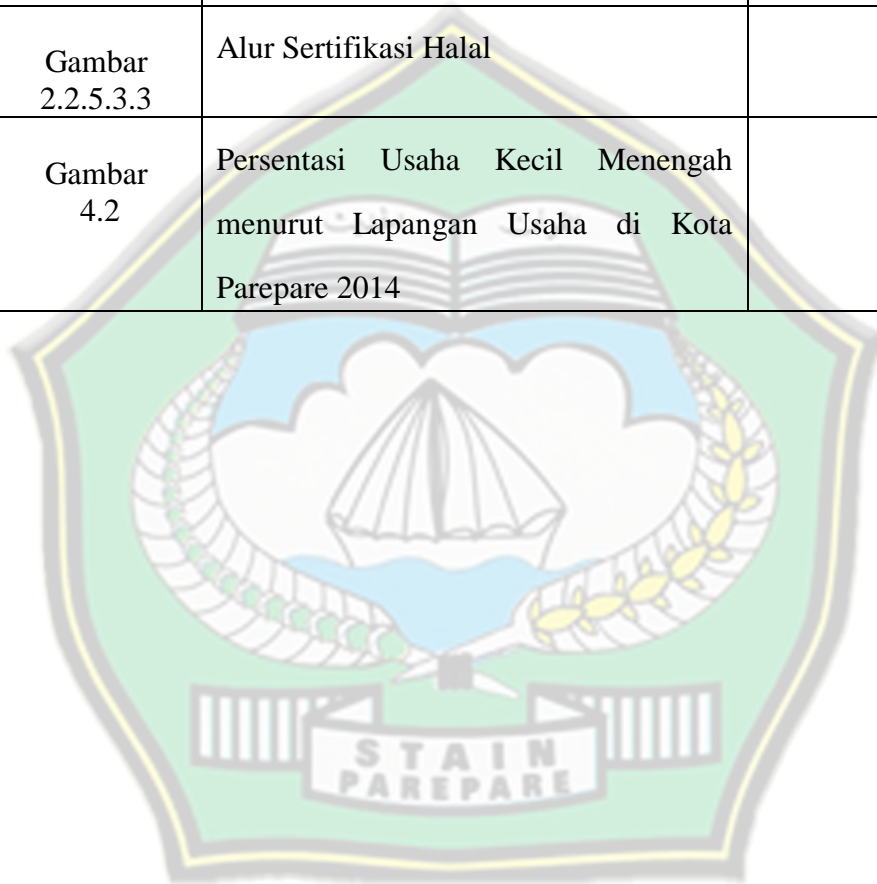 Gambar
2.2.5.3.3
Alur Sertifikasi Halal
Gambar
4.2
Persentasi Usaha Kecil Menengah
menurut Lapangan Usaha di Kota
Parepare 2014
STAIN
PAREPARE